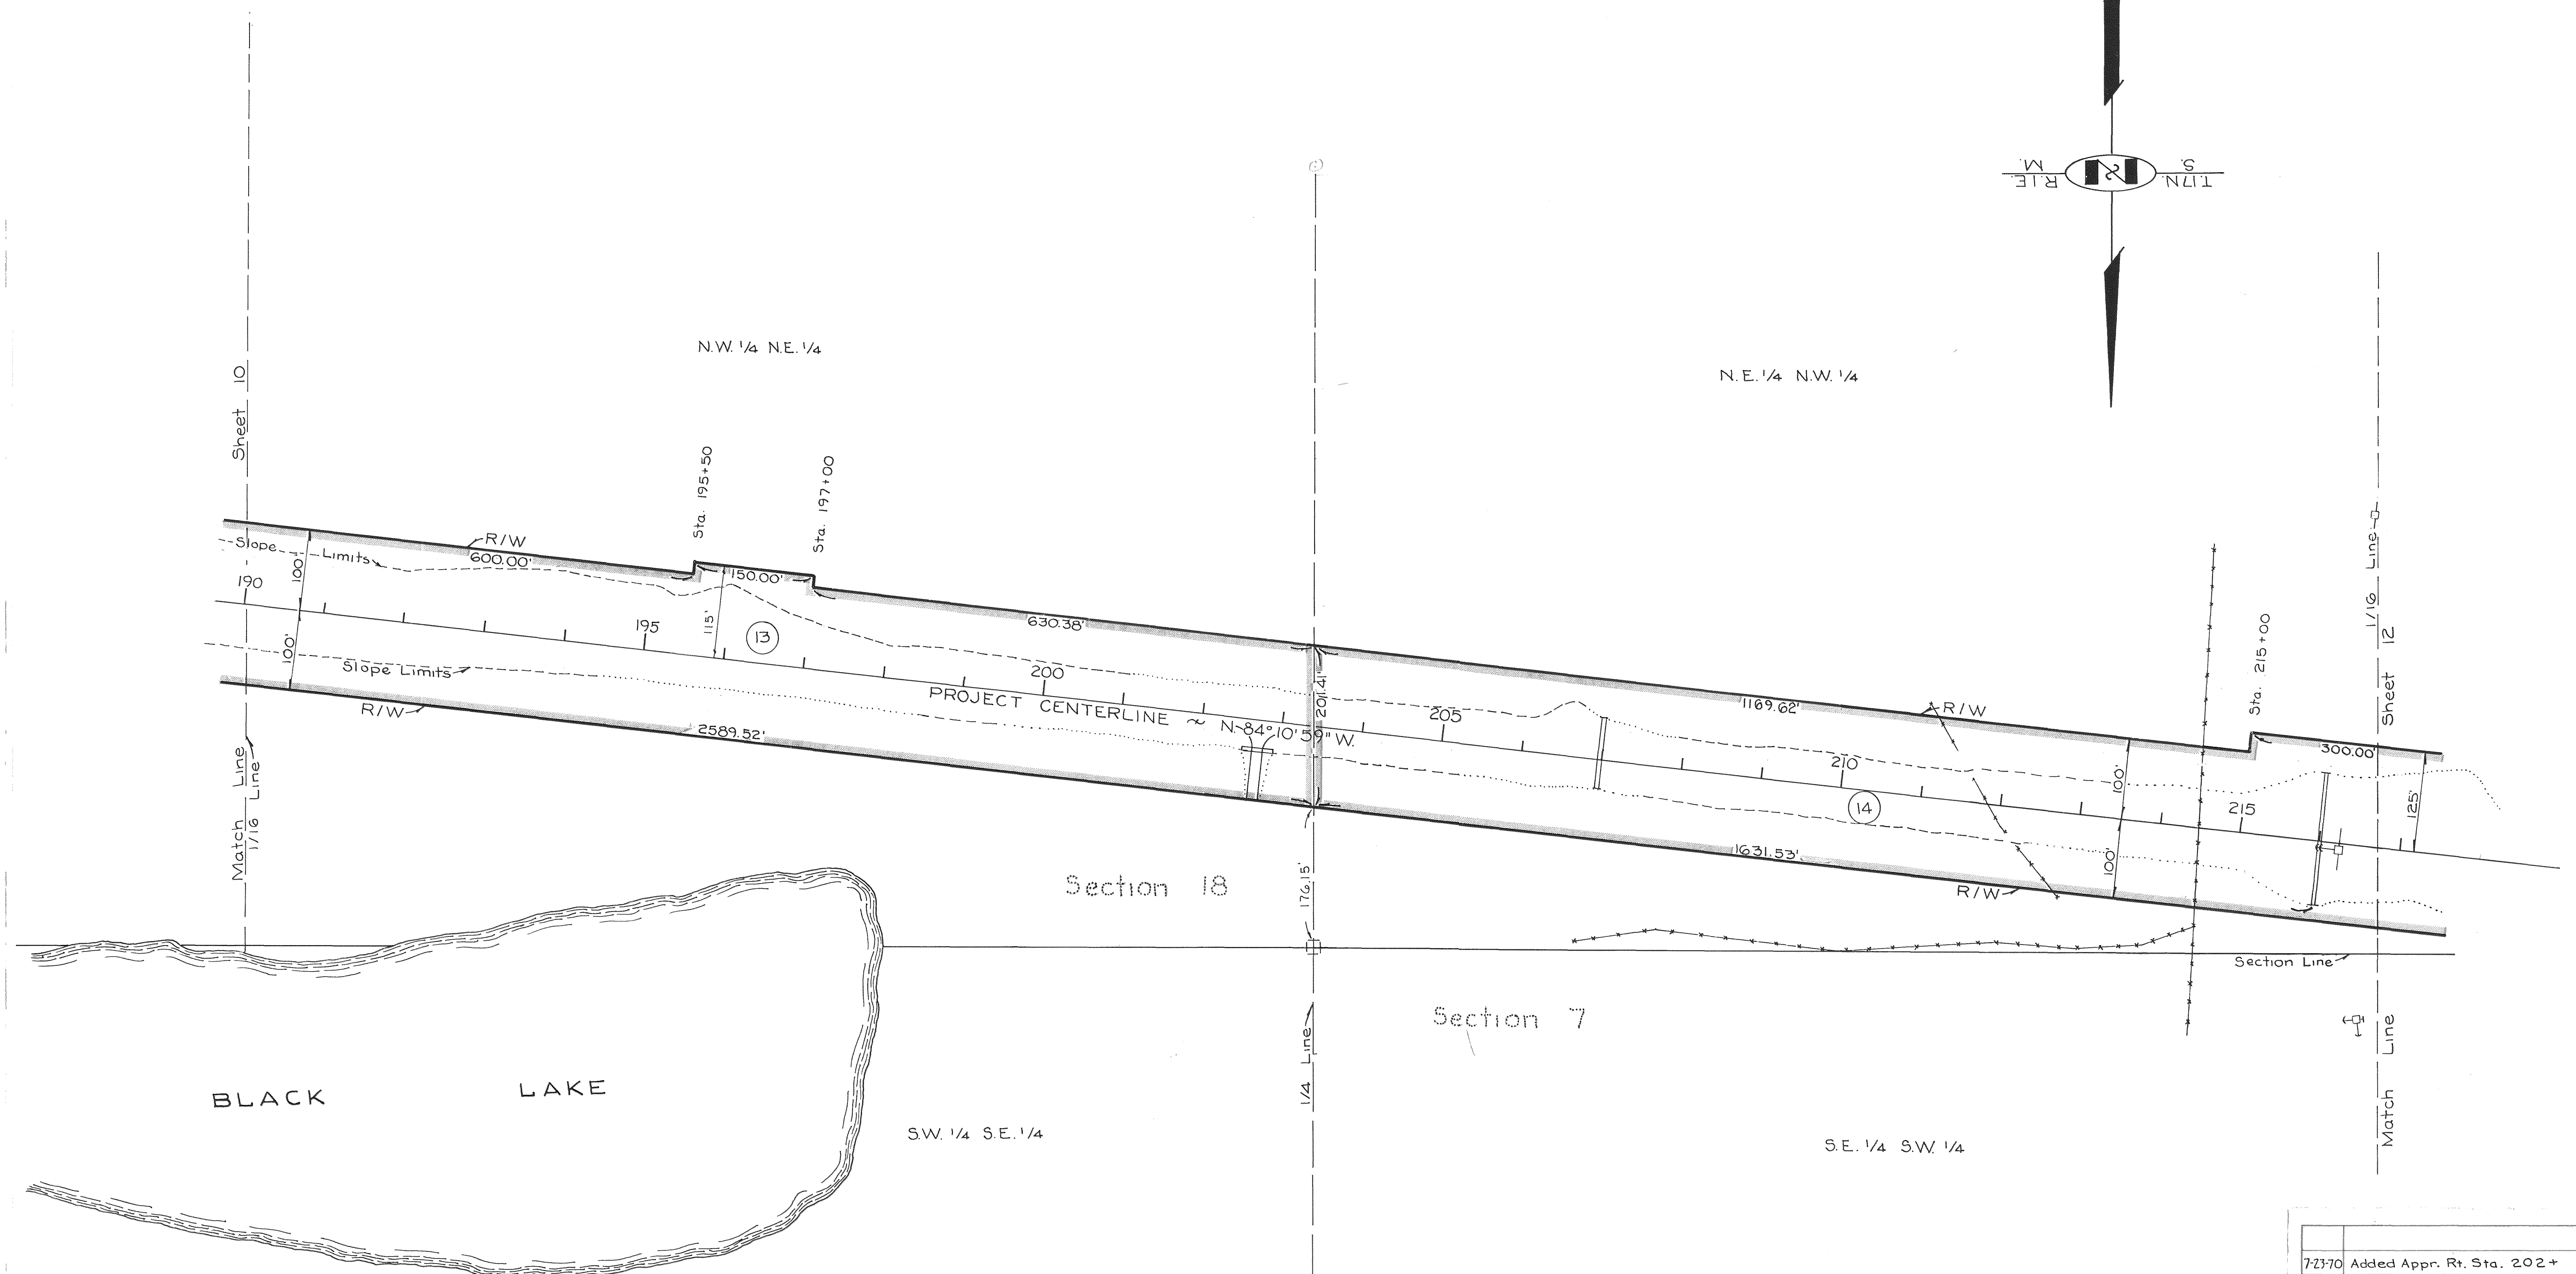 T.17N.
S.
R.1E.
M.
N
N.W. 1/4 N.E. 1/4
N.E. 1/4 N.W. 1/4
Sheet 10
Sta. 195+50
Sta. 197+00
1/16 Line
Sheet 12
Sta. 215+00
R/W
Slope Limits
600.00'
150.00'
100'
190
115'
195
13
630.38'
100'
Slope Limits
200
201.41'
PROJECT CENTERLINE ~ N-84°10'59"W.
205
1169.62'
R/W
R/W
2589.52'
210
300.00'
100'
14
215
125'
Match Line
1/16 Line
1631.53'
100'
R/W
Section 18
176.15'
Section Line
Section 7
1/4 Line
Match Line
BLACK LAKE
S.W. 1/4 S.E. 1/4
S.E. 1/4 S.W. 1/4
7-23-70 Added Appr. Rt. Sta. 202+